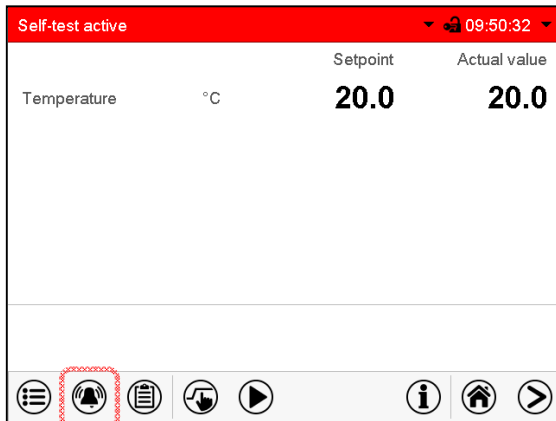 Self-test active 09:50:32
Setpoint Actual value
Temperature °C 20.0 20.0